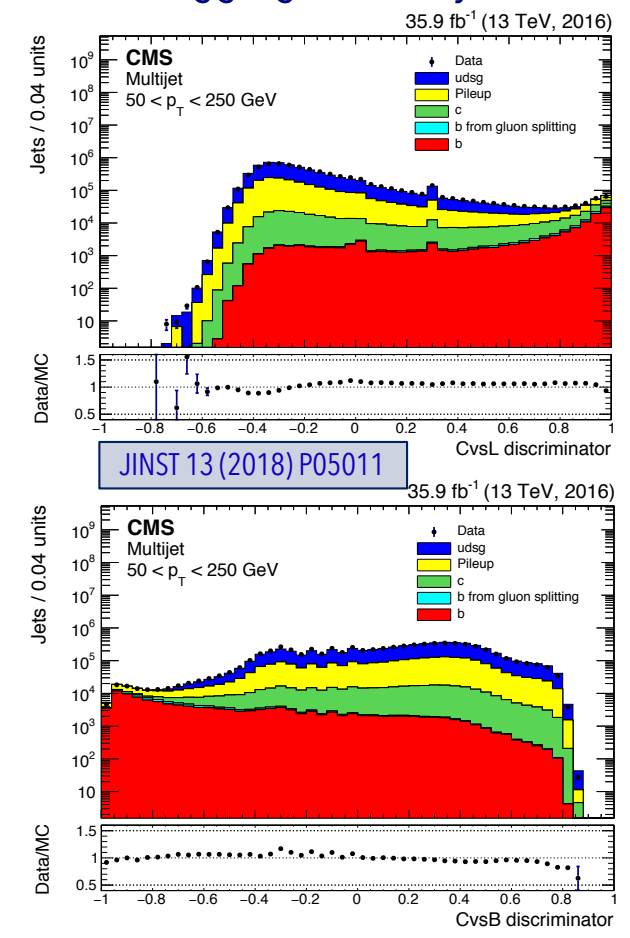 35.9 fb⁻¹ (13 TeV, 2016)
CMS
Multijet
50 < p_T < 250 GeV
Data
udsg
Pileup
c
b from gluon splitting
b
Jets / 0.04 units
10⁹
10⁸
10⁷
10⁶
10⁵
10⁴
10³
10²
10
Data/MC
1.5
1
0.5
−1 −0.8 −0.6 −0.4 −0.2 0 0.2 0.4 0.6 0.8 1
CvsL discriminator
JINST 13 (2018) P05011
35.9 fb⁻¹ (13 TeV, 2016)
CMS
Multijet
50 < p_T < 250 GeV
Data
udsg
Pileup
c
b from gluon splitting
b
Jets / 0.04 units
10⁹
10⁸
10⁷
10⁶
10⁵
10⁴
10³
10²
10
Data/MC
1.5
1
0.5
−1 −0.8 −0.6 −0.4 −0.2 0 0.2 0.4 0.6 0.8 1
CvsB discriminator